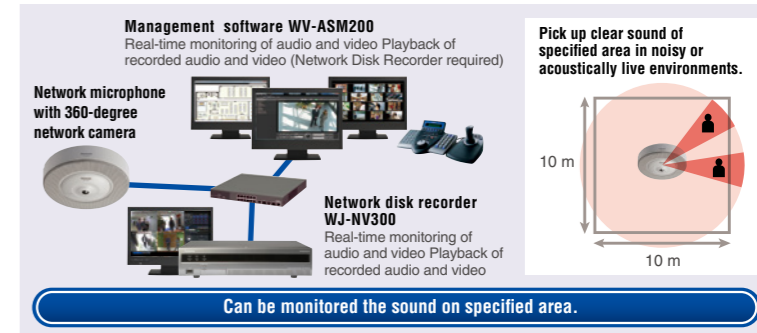 Management software WV-ASM200
Real-time monitoring of audio and video Playback of
recorded audio and video (Network Disk Recorder required)
Network microphone
with 360-degree
network camera
Network disk recorder
WJ-NV300
Real-time monitoring of
audio and video Playback of
recorded audio and video
Pick up clear sound of
specified area in noisy or
acoustically live environments.
10 m
10 m
Can be monitored the sound on specified area.